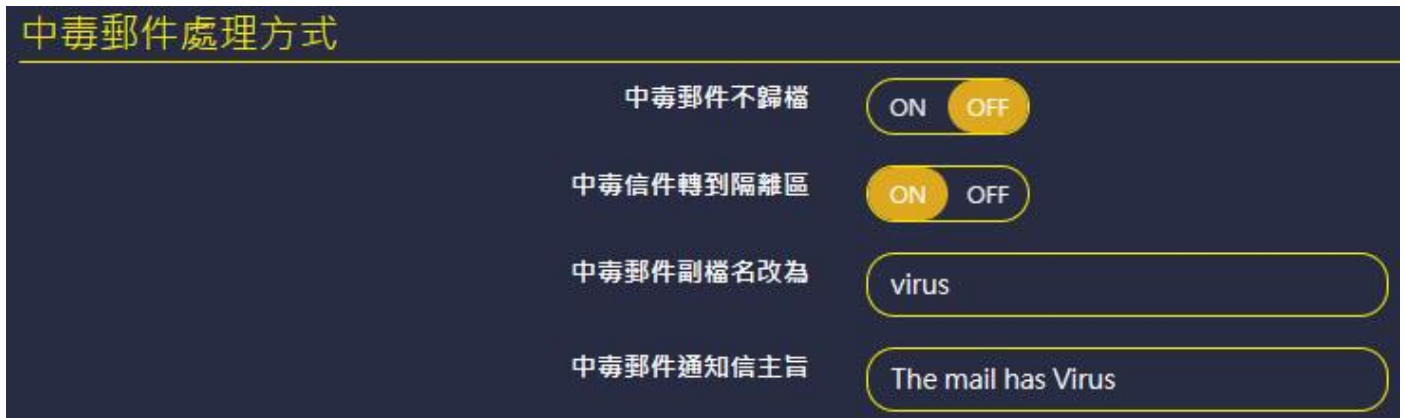 中毒郵件處理方式
中毒郵件不歸檔 ON OFF
中毒信件轉到隔離區 ON OFF
中毒郵件副檔名改為 virus
中毒郵件通知信主旨 The mail has Virus